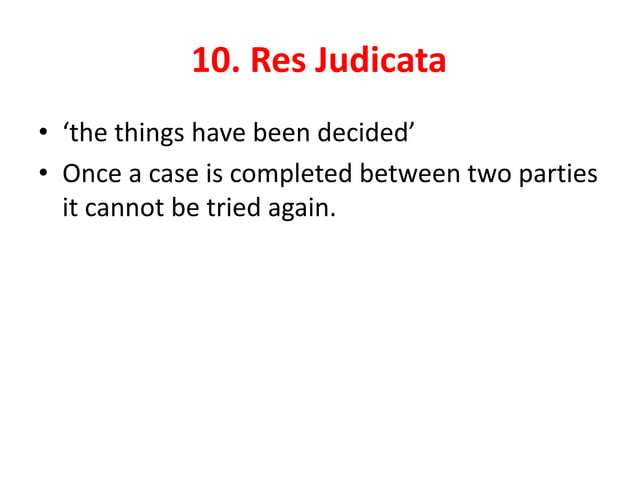 10. Res Judicata
• ‘the things have been decided’
• Once a case is completed between two parties
it cannot be tried again.